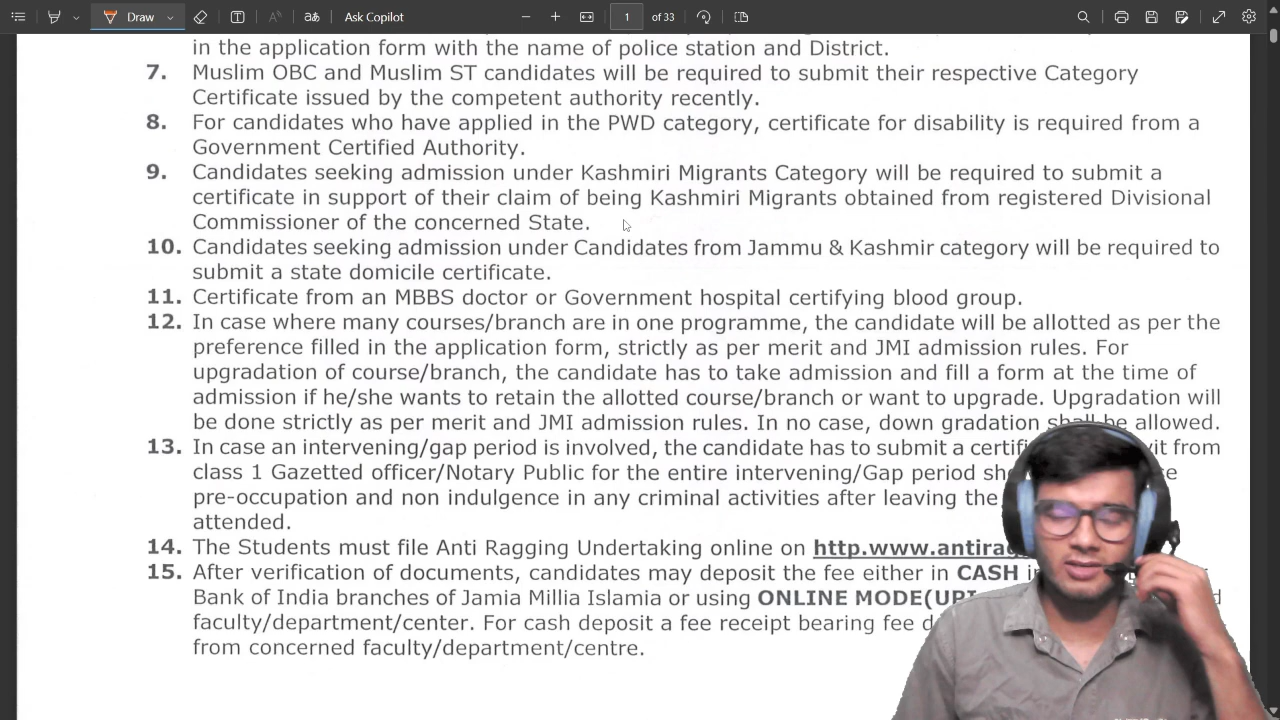 Draw
Ask Copilot
1 of 33
in the application form with the name of police station and District.
7. Muslim OBC and Muslim ST candidates will be required to submit their respective Category
Certificate issued by the competent authority recently.
8. For candidates who have applied in the PWD category, certificate for disability is required from a
Government Certified Authority.
9. Candidates seeking admission under Kashmiri Migrants Category will be required to submit a
certificate in support of their claim of being Kashmiri Migrants obtained from registered Divisional
Commissioner of the concerned State.
10. Candidates seeking admission under Candidates from Jammu & Kashmir category will be required to
submit a state domicile certificate.
11. Certificate from an MBBS doctor or Government hospital certifying blood group.
12. In case where many courses/branch are in one programme, the candidate will be allotted as per the
preference filled in the application form, strictly as per merit and JMI admission rules. For
upgradation of course/branch, the candidate has to take admission and fill a form at the time of
admission if he/she wants to retain the allotted course/branch or want to upgrade. Upgradation will
be done strictly as per merit and JMI admission rules. In no case, down gradation shall be allowed.
13. In case an intervening/gap period is involved, the candidate has to submit a from
class 1 Gazetted officer/Notary Public for the entire intervening/Gap period
pre-occupation and non indulgence in any criminal activities after leaving the
attended.
14. The Students must file Anti Ragging Undertaking online on
15. After verification of documents, candidates may deposit the fee either in CASH
Bank of India branches of Jamia Millia Islamia or using ONLINE MODE(UPI
faculty/department/center. For cash deposit a fee receipt bearing fee
from concerned faculty/department/centre.